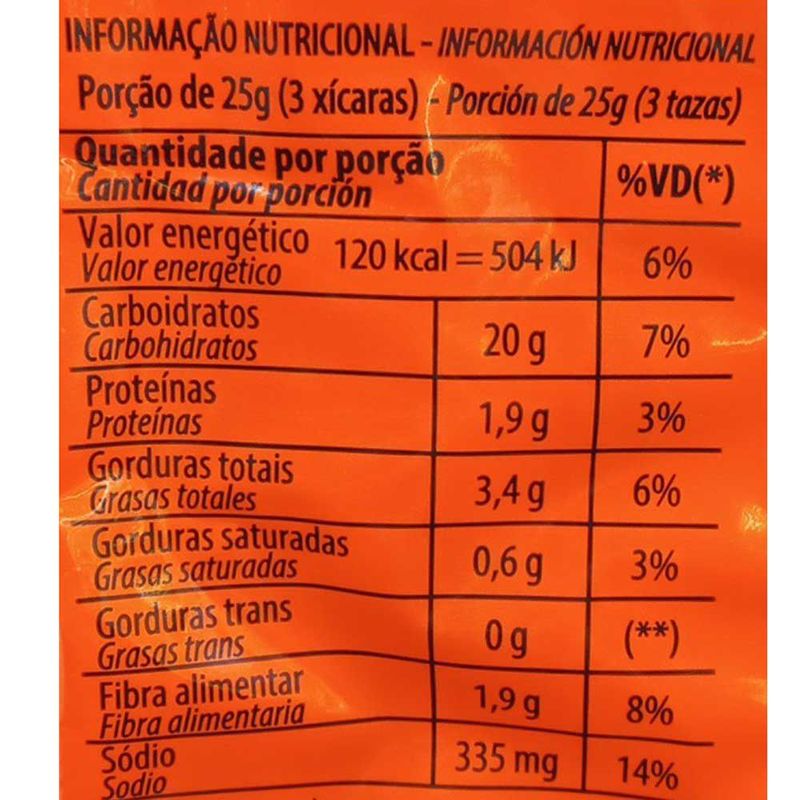 INFORMAÇÃO NUTRICIONAL - INFORMACIÓN NUTRICIONAL
Porção de 25g (3 xícaras) - Porción de 25g (3 tazas)
Quantidade por porção
Cantidad por porción
%VD(*)
Valor energético
Valor energético
120 kcal = 504 kJ
6%
Carboidratos
Carbohidratos
20 g
7%
Proteínas
Proteínas
1,9 g
3%
Gorduras totais
Grasas totales
3,4 g
6%
Gorduras saturadas
Grasas saturadas
0,6 g
3%
Gorduras trans
Grasas trans
0 g
(**)
Fibra alimentar
Fibra alimentaria
1,9 g
8%
Sódio
Sodio
335 mg
14%